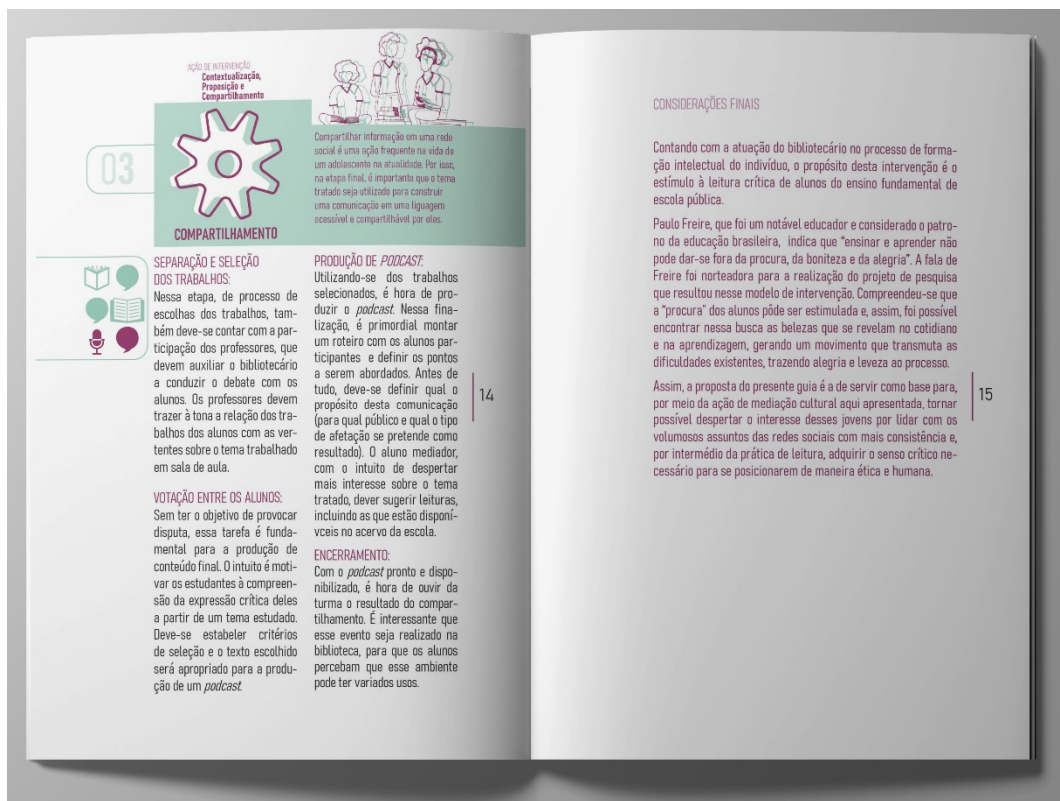 AÇÃO DE INTERVENÇÃO
Contextualização,
Proposição e
Compartilhamento
03
COMPARTILHAMENTO
Compartilhar informação em uma rede
social é uma ação frequente na vida de
um adolescente na atualidade. Por isso,
na etapa final, é importante que o tema
tratado seja utilizado para construir
uma comunicação em uma liguagem
acessível e compartilhável por eles.
SEPARAÇÃO E SELEÇÃO
DOS TRABALHOS:
Nessa etapa, de processo de
escolhas dos trabalhos, tam-
bém deve-se contar com a par-
ticipação dos professores, que
devem auxiliar o bibliotecário
a conduzir o debate com os
alunos. Os professores devem
trazer à tona a relação dos tra-
balhos dos alunos com as ver-
tentes sobre o tema trabalhado
em sala de aula.
VOTAÇÃO ENTRE OS ALUNOS:
Sem ter o objetivo de provocar
disputa, essa tarefa é funda-
mental para a produção de
conteúdo final. O intuito é moti-
var os estudantes à compreen-
são da expressão crítica deles
a partir de um tema estudado.
Deve-se estabeler critérios
de seleção e o texto escolhido
será apropriado para a produ-
ção de um podcast.
PRODUÇÃO DE PODCAST:
Utilizando-se dos trabalhos
selecionados, é hora de pro-
duzir o podcast. Nessa fina-
lização, é primordial montar
um roteiro com os alunos par-
ticipantes e definir os pontos
a serem abordados. Antes de
tudo, deve-se definir qual o
propósito desta comunicação
(para qual público e qual o tipo
de afetação se pretende como
resultado). O aluno mediador,
com o intuito de despertar
mais interesse sobre o tema
tratado, dever sugerir leituras,
incluindo as que estão disponí-
vceis no acervo da escola.
ENCERRAMENTO:
Com o podcast pronto e dispo-
nibilizado, é hora de ouvir da
turma o resultado do compar-
tilhamento. É interessante que
esse evento seja realizado na
biblioteca, para que os alunos
percebam que esse ambiente
pode ter variados usos.
14
CONSIDERAÇÕES FINAIS
Contando com a atuação do bibliotecário no processo de forma-
ção intelectual do indivíduo, o propósito desta intervenção é o
estímulo à leitura crítica de alunos do ensino fundamental de
escola pública.
Paulo Freire, que foi um notável educador e considerado o patro-
no da educação brasileira, indica que “ensinar e aprender não
pode dar-se fora da procura, da boniteza e da alegria”. A fala de
Freire foi norteadora para a realização do projeto de pesquisa
que resultou nesse modelo de intervenção. Compreendeu-se que
a “procura” dos alunos pôde ser estimulada e, assim, foi possível
encontrar nessa busca as belezas que se revelam no cotidiano
e na aprendizagem, gerando um movimento que transmuta as
dificuldades existentes, trazendo alegria e leveza ao processo.
Assim, a proposta do presente guia é a de servir como base para,
por meio da ação de mediação cultural aqui apresentada, tornar
possível despertar o interesse desses jovens por lidar com os
volumosos assuntos das redes sociais com mais consistência e,
por intermédio da prática de leitura, adquirir o senso crítico ne-
cessário para se posicionarem de maneira ética e humana.
15